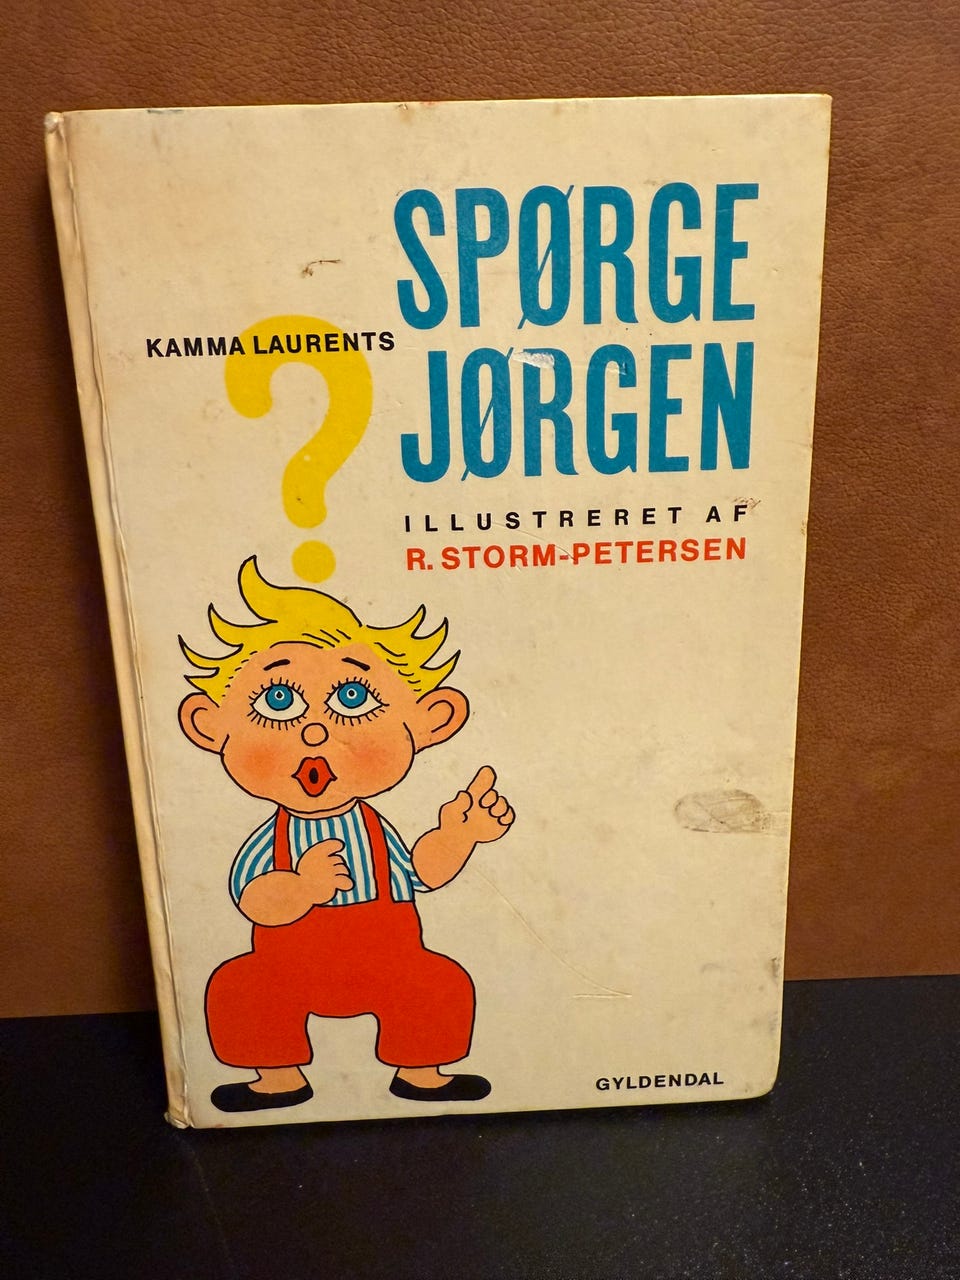 SPØRGE
JØRGEN
KAMMA LAURENTS
?
ILLUSTRERET AF
R. STORM-PETERSEN
GYLDENDAL